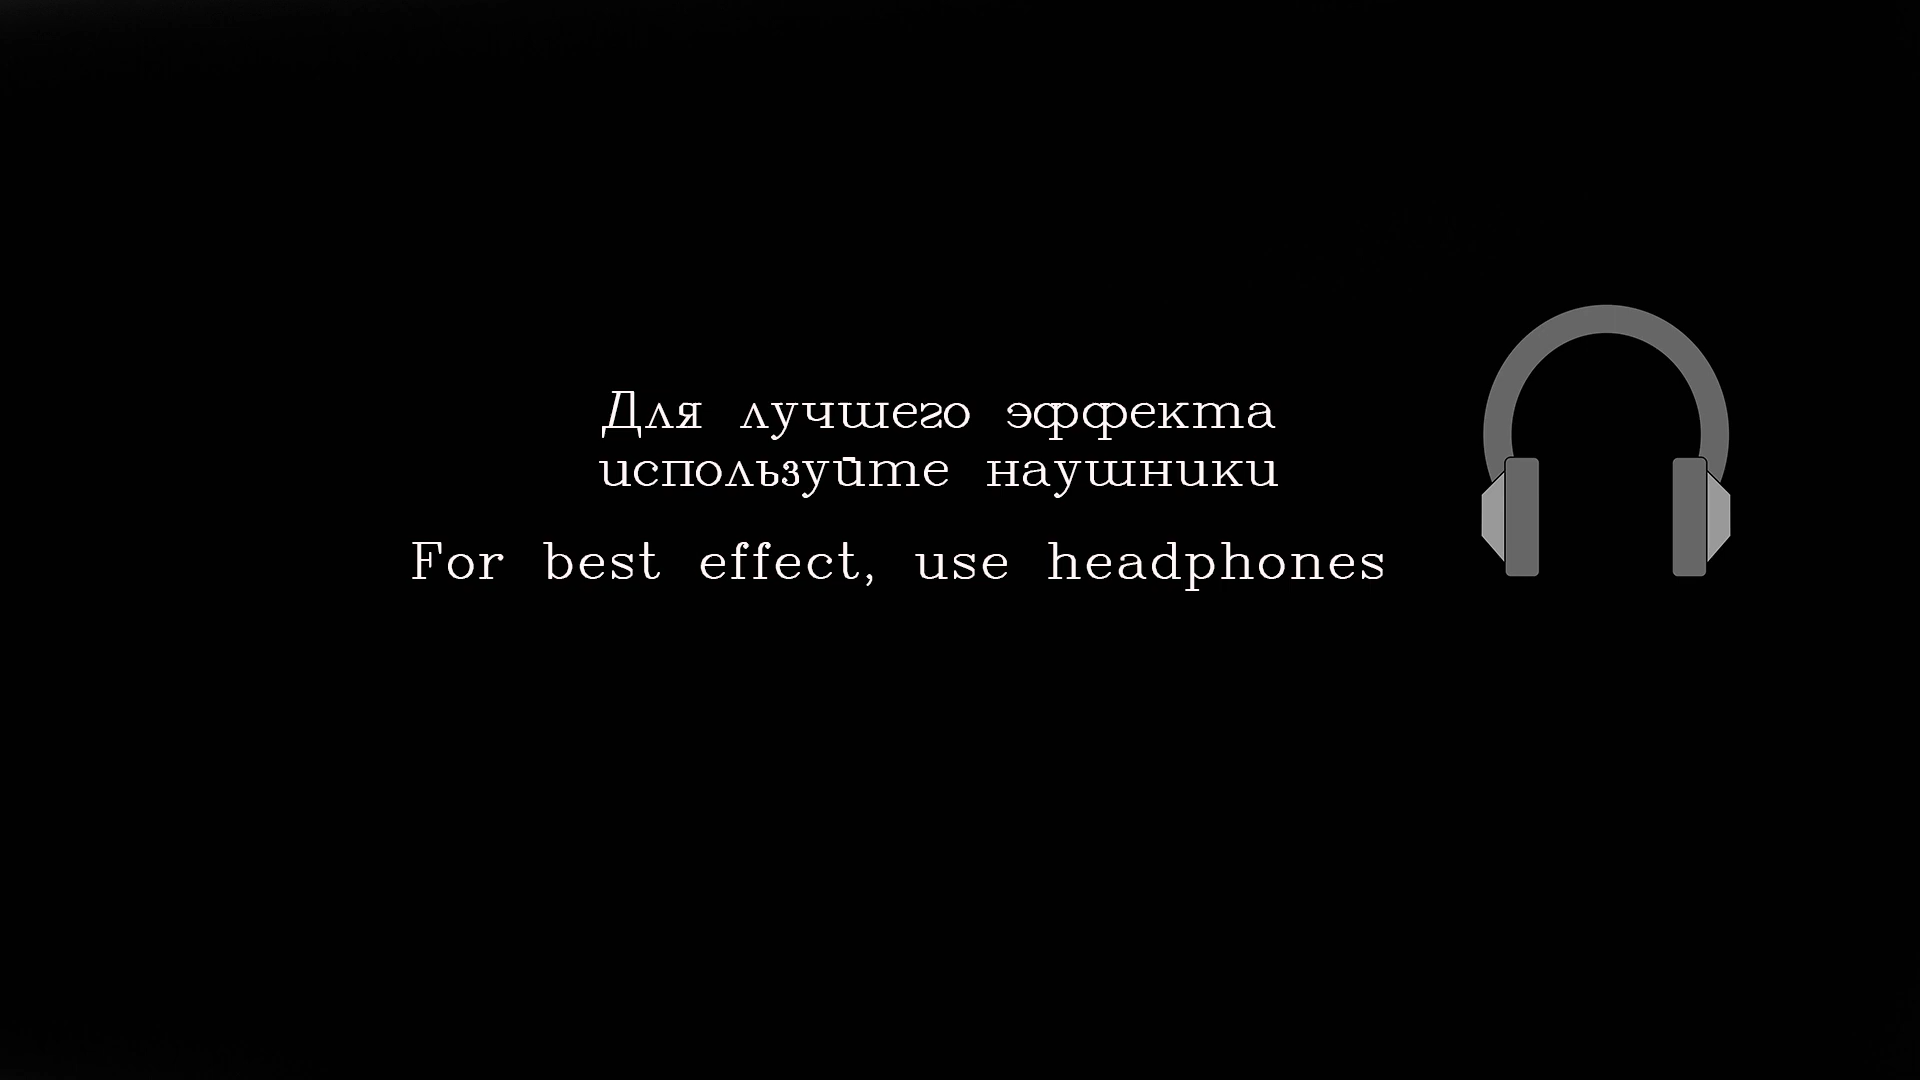 Для лучшего эффекта
используйте наушники
For best effect, use headphones